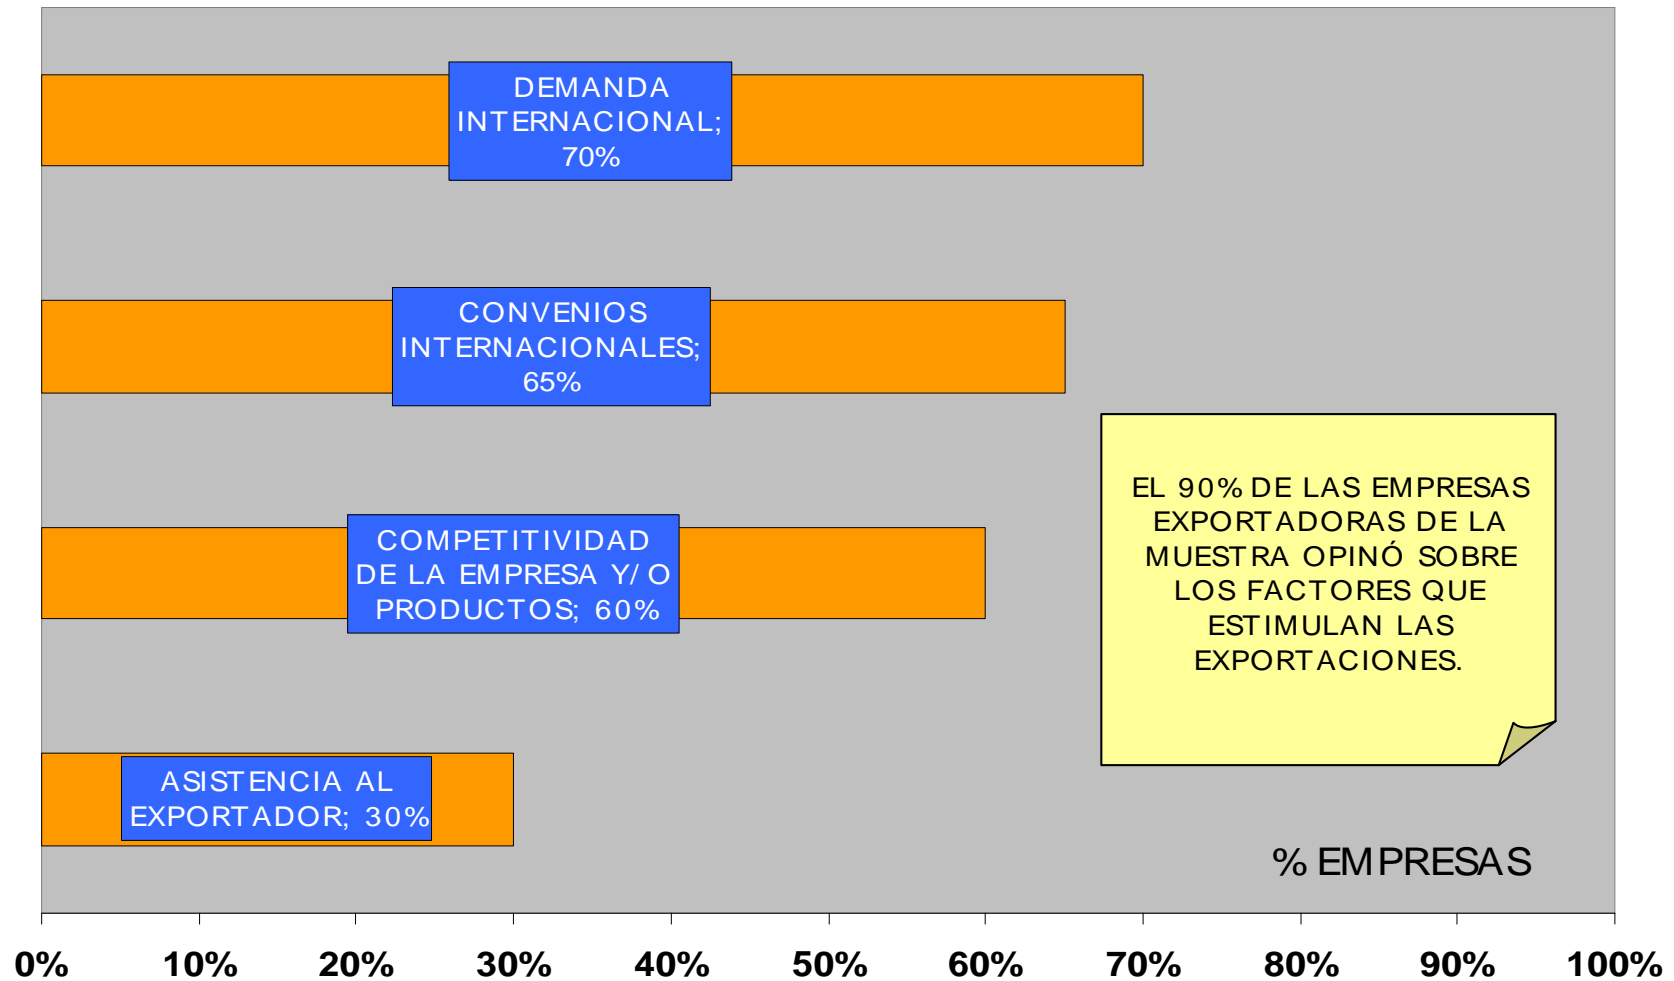 DEMANDA
INTERNACIONAL;
70%
CONVENIOS
INTERNACIONALES;
65%
COMPETITIVIDAD
DE LA EMPRESA Y/O
PRODUCTOS; 60%
EL 90% DE LAS EMPRESAS
EXPORTADORAS DE LA
MUESTRA OPINÓ SOBRE
LOS FACTORES QUE
ESTIMULAN LAS
EXPORTACIONES.
ASISTENCIA AL
EXPORTADOR; 30%
% EMPRESAS
0% 10% 20% 30% 40% 50% 60% 70% 80% 90% 100%